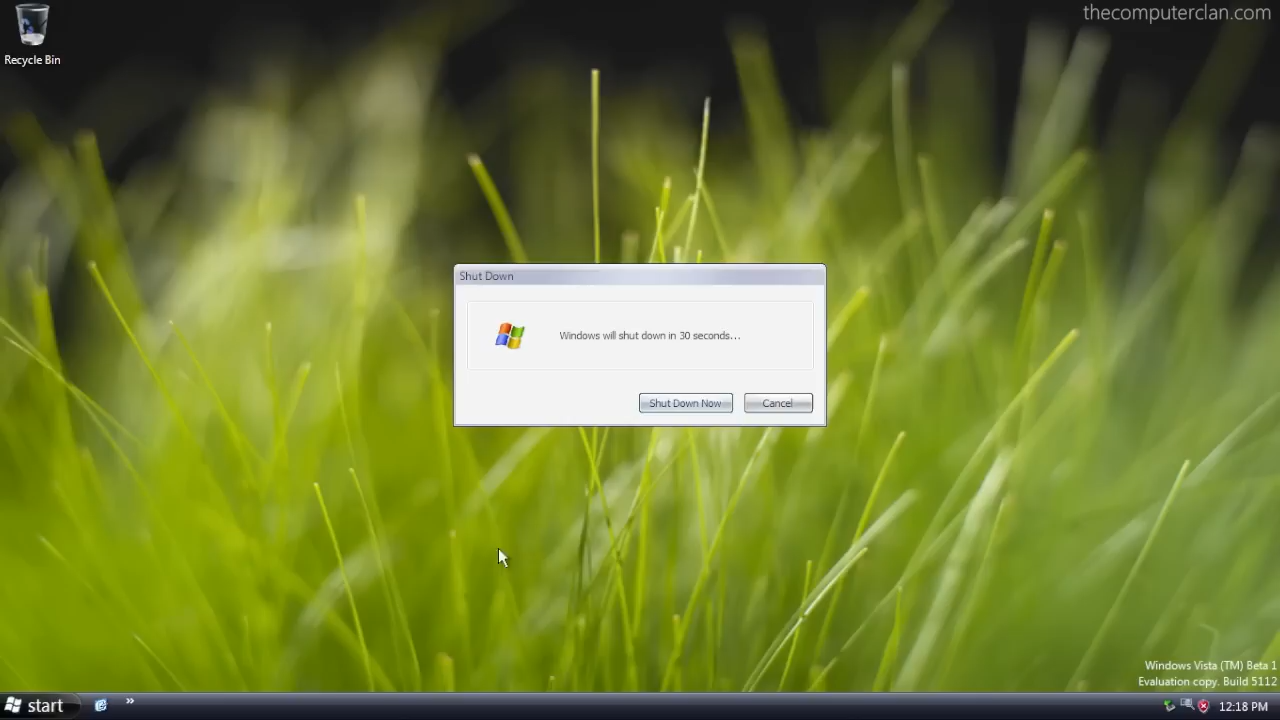 thecomputerclan.com
Recycle Bin
Shut Down
Windows will shut down in 30 seconds...
Shut Down Now
Cancel
Windows Vista (TM) Beta 1
Evaluation copy. Build 5112
start
»
12:18 PM